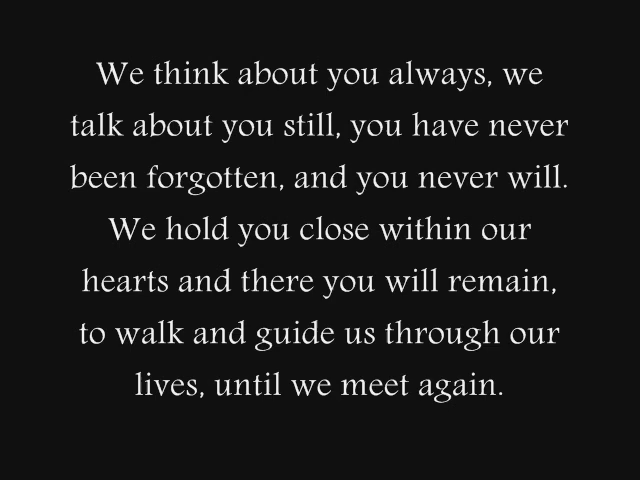 We think about you always, we
talk about you still, you have never
been forgotten, and you never will.
We hold you close within our
hearts and there you will remain,
to walk and guide us through our
lives, until we meet again.